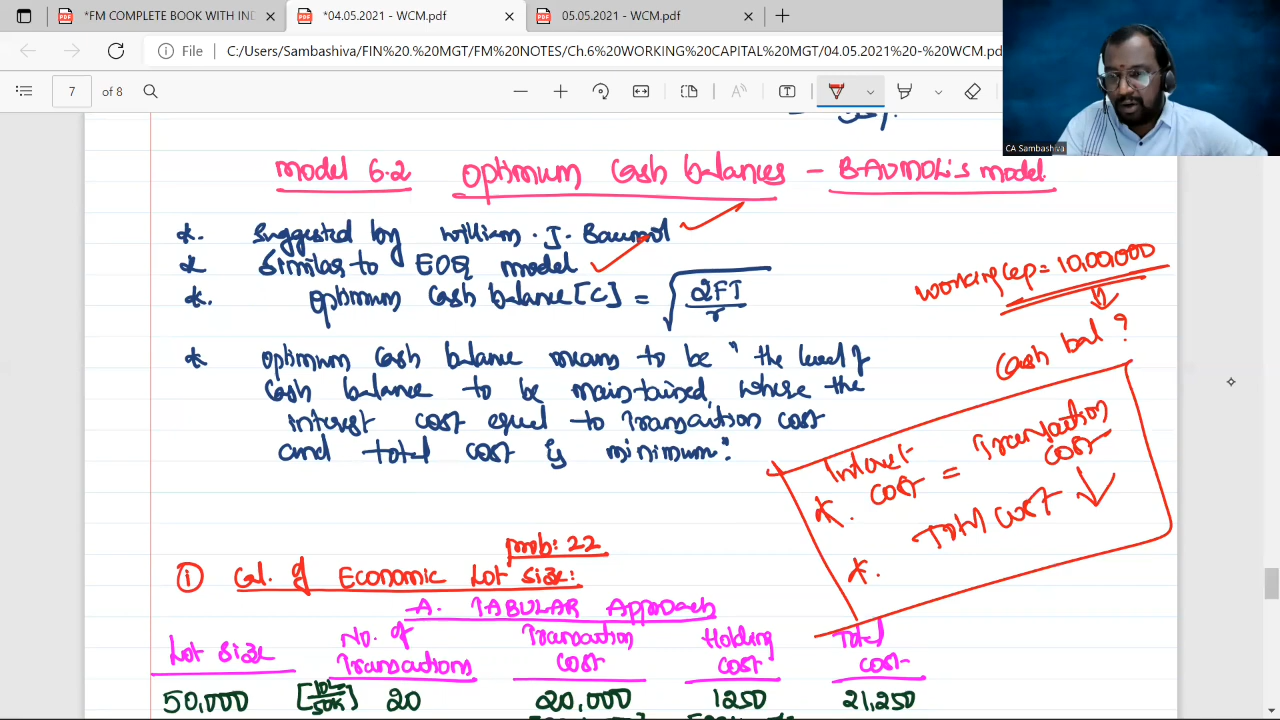 *FM COMPLETE BOOK WITH IND
*04.05.2021 - WCM.pdf
05.05.2021 - WCM.pdf
File
C:/Users/Sambashiva/FIN%20.%20MGT/FM%20NOTES/Ch.6%20WORKING%20CAPITAL%20MGT/04.05.2021%20-%20WCM.pd
7 of 8
CA Sambashiva
model 6.2 optimum Cash balances - BAUMOL's model
*. Suggested by william. J. Baumol
* Similar to EOQ model
*. optimum Cash balance [C] = √2FT/r
* optimum Cash balance means to be "the level of
Cash balance to be maintained, where the
interest cost equal to Transaction cost
and total cost is minimum."
working cap = 10,00,000
Cash bal ?
*. Interest cost = Transaction cost
*. Total cost ↓
prob: 22
① Cal. of Economic Lot Size:
A. TABULAR Approach
Lot Size No. of Transactions Transaction cost Holding cost Total cost
50,000 [10L/50K] 20 20,000 1250 21,250